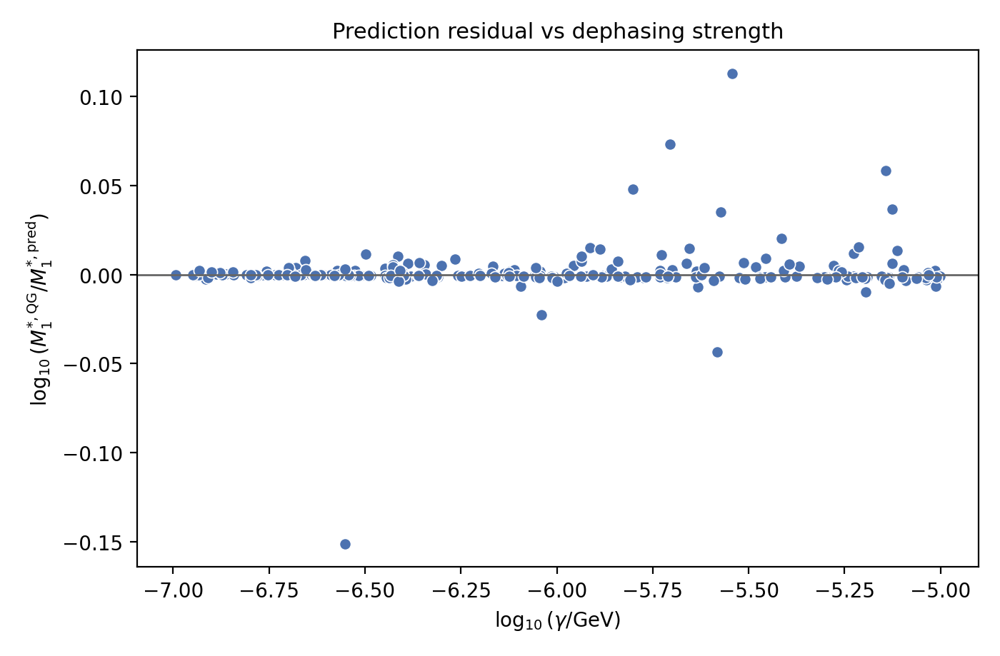 Prediction residual vs dephasing strength
log₁₀(M₁*,QG/M₁*,pred)
0.10
0.05
0.00
−0.05
−0.10
−0.15
−7.00 −6.75 −6.50 −6.25 −6.00 −5.75 −5.50 −5.25 −5.00
log₁₀(γ/GeV)